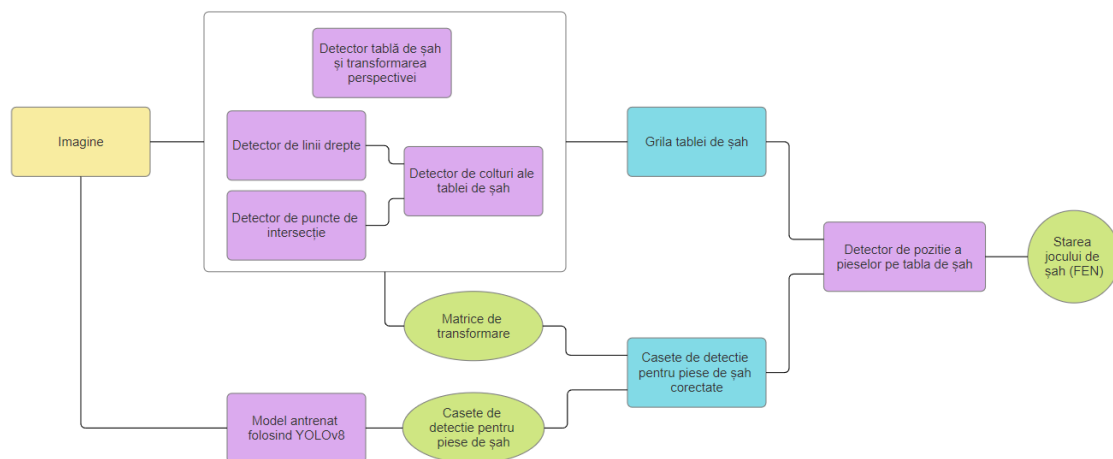 Detector tablă de șah
și transformarea
perspectivei
Imagine
Detector de linii drepte
Detector de colturi ale
tablei de șah
Detector de puncte de
intersecție
Grila tablei de șah
Detector de pozitie a
pieselor pe tabla de șah
Starea
jocului de
șah (FEN)
Matrice de
transformare
Casete de detectie
pentru piese de șah
corectate
Model antrenat
folosind YOLOv8
Casete de
detectie pentru
piese de șah